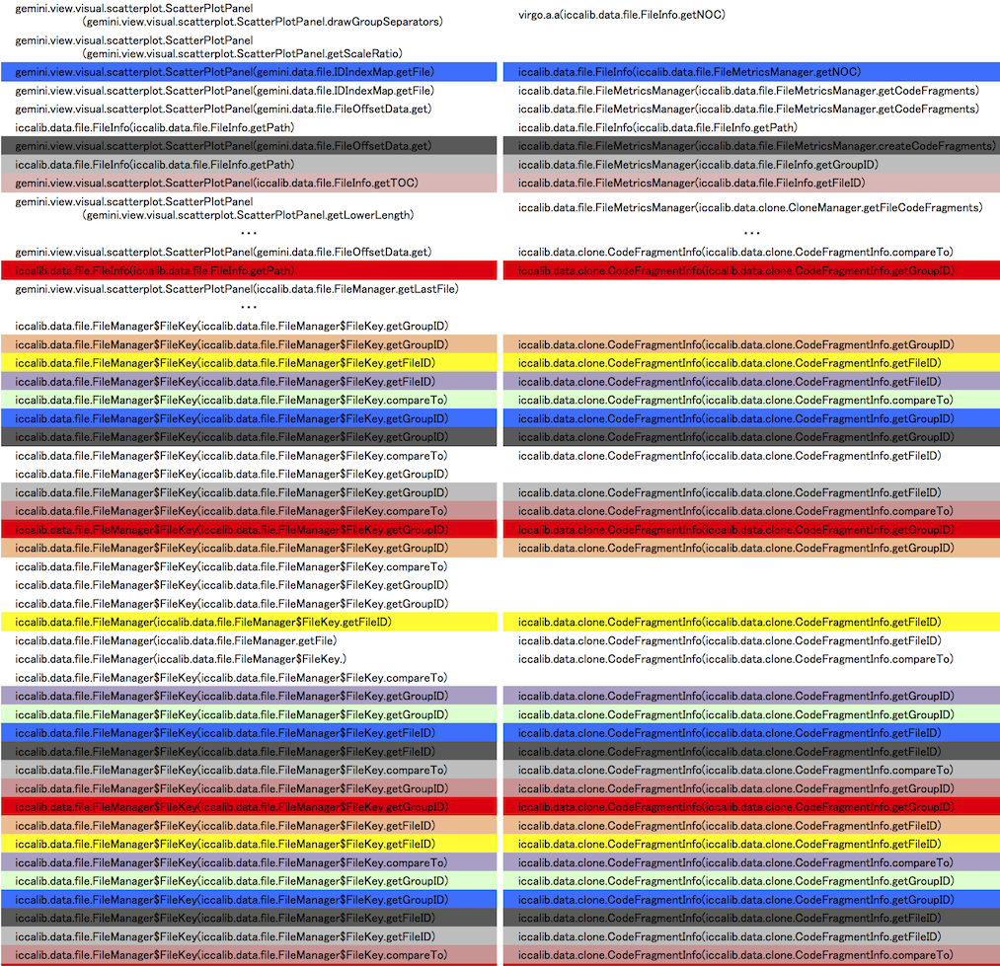 gemini.view.visual.scatterplot.ScatterPlotPanel
(gemini.view.visual.scatterplot.ScatterPlotPanel.drawGroupSeparators)
virgo.a.a(iccalib.data.file.FileInfo.getNOC)
gemini.view.visual.scatterplot.ScatterPlotPanel
(gemini.view.visual.scatterplot.ScatterPlotPanel.getScaleRatio)
gemini.view.visual.scatterplot.ScatterPlotPanel(gemini.data.file.IDIndexMap.getFile)
iccalib.data.file.FileInfo(iccalib.data.file.FileMetricsManager.getNOC)
gemini.view.visual.scatterplot.ScatterPlotPanel(gemini.data.file.IDIndexMap.getFile)
iccalib.data.file.FileMetricsManager(iccalib.data.file.FileMetricsManager.getCodeFragments)
gemini.view.visual.scatterplot.ScatterPlotPanel(gemini.data.file.FileOffsetData.get)
iccalib.data.file.FileMetricsManager(iccalib.data.file.FileMetricsManager.getCodeFragments)
iccalib.data.file.FileInfo(iccalib.data.file.FileInfo.getPath)
iccalib.data.file.FileInfo(iccalib.data.file.FileInfo.getPath)
gemini.view.visual.scatterplot.ScatterPlotPanel(gemini.data.file.FileOffsetData.get)
iccalib.data.file.FileMetricsManager(iccalib.data.file.FileMetricsManager.createCodeFragments)
iccalib.data.file.FileInfo(iccalib.data.file.FileInfo.getPath)
iccalib.data.file.FileMetricsManager(iccalib.data.file.FileInfo.getGroupID)
gemini.view.visual.scatterplot.ScatterPlotPanel(iccalib.data.file.FileInfo.getTOC)
iccalib.data.file.FileMetricsManager(iccalib.data.file.FileInfo.getFileID)
gemini.view.visual.scatterplot.ScatterPlotPanel
(gemini.view.visual.scatterplot.ScatterPlotPanel.getLowerLength)
iccalib.data.file.FileMetricsManager(iccalib.data.clone.CloneManager.getFileCodeFragments)
...
...
gemini.view.visual.scatterplot.ScatterPlotPanel(gemini.data.file.FileOffsetData.get)
iccalib.data.clone.CodeFragmentInfo(iccalib.data.clone.CodeFragmentInfo.compareTo)
iccalib.data.file.FileInfo(iccalib.data.file.FileInfo.getPath)
iccalib.data.clone.CodeFragmentInfo(iccalib.data.clone.CodeFragmentInfo.getGroupID)
gemini.view.visual.scatterplot.ScatterPlotPanel(iccalib.data.file.FileManager.getLastFile)
...
iccalib.data.file.FileManager$FileKey(iccalib.data.file.FileManager$FileKey.getGroupID)
iccalib.data.file.FileManager$FileKey(iccalib.data.file.FileManager$FileKey.getGroupID)
iccalib.data.clone.CodeFragmentInfo(iccalib.data.clone.CodeFragmentInfo.getGroupID)
iccalib.data.file.FileManager$FileKey(iccalib.data.file.FileManager$FileKey.getFileID)
iccalib.data.clone.CodeFragmentInfo(iccalib.data.clone.CodeFragmentInfo.getFileID)
iccalib.data.file.FileManager$FileKey(iccalib.data.file.FileManager$FileKey.getFileID)
iccalib.data.clone.CodeFragmentInfo(iccalib.data.clone.CodeFragmentInfo.getFileID)
iccalib.data.file.FileManager$FileKey(iccalib.data.file.FileManager$FileKey.compareTo)
iccalib.data.clone.CodeFragmentInfo(iccalib.data.clone.CodeFragmentInfo.compareTo)
iccalib.data.file.FileManager$FileKey(iccalib.data.file.FileManager$FileKey.getGroupID)
iccalib.data.clone.CodeFragmentInfo(iccalib.data.clone.CodeFragmentInfo.getGroupID)
iccalib.data.file.FileManager$FileKey(iccalib.data.file.FileManager$FileKey.getGroupID)
iccalib.data.clone.CodeFragmentInfo(iccalib.data.clone.CodeFragmentInfo.getGroupID)
iccalib.data.file.FileManager$FileKey(iccalib.data.file.FileManager$FileKey.compareTo)
iccalib.data.clone.CodeFragmentInfo(iccalib.data.clone.CodeFragmentInfo.getFileID)
iccalib.data.file.FileManager$FileKey(iccalib.data.file.FileManager$FileKey.getGroupID)
iccalib.data.file.FileManager$FileKey(iccalib.data.file.FileManager$FileKey.getGroupID)
iccalib.data.clone.CodeFragmentInfo(iccalib.data.clone.CodeFragmentInfo.getFileID)
iccalib.data.file.FileManager$FileKey(iccalib.data.file.FileManager$FileKey.compareTo)
iccalib.data.clone.CodeFragmentInfo(iccalib.data.clone.CodeFragmentInfo.compareTo)
iccalib.data.file.FileManager$FileKey(iccalib.data.file.FileManager$FileKey.getGroupID)
iccalib.data.clone.CodeFragmentInfo(iccalib.data.clone.CodeFragmentInfo.getGroupID)
iccalib.data.file.FileManager$FileKey(iccalib.data.file.FileManager$FileKey.getGroupID)
iccalib.data.clone.CodeFragmentInfo(iccalib.data.clone.CodeFragmentInfo.getGroupID)
iccalib.data.file.FileManager$FileKey(iccalib.data.file.FileManager$FileKey.compareTo)
iccalib.data.file.FileManager$FileKey(iccalib.data.file.FileManager$FileKey.getGroupID)
iccalib.data.file.FileManager$FileKey(iccalib.data.file.FileManager$FileKey.getGroupID)
iccalib.data.file.FileManager(iccalib.data.file.FileManager$FileKey.getFileID)
iccalib.data.clone.CodeFragmentInfo(iccalib.data.clone.CodeFragmentInfo.getFileID)
iccalib.data.file.FileManager(iccalib.data.file.FileManager.getFile)
iccalib.data.clone.CodeFragmentInfo(iccalib.data.clone.CodeFragmentInfo.getFileID)
iccalib.data.file.FileManager(iccalib.data.file.FileManager$FileKey.)
iccalib.data.clone.CodeFragmentInfo(iccalib.data.clone.CodeFragmentInfo.compareTo)
iccalib.data.file.FileManager$FileKey(iccalib.data.file.FileManager$FileKey.compareTo)
iccalib.data.file.FileManager$FileKey(iccalib.data.file.FileManager$FileKey.getGroupID)
iccalib.data.clone.CodeFragmentInfo(iccalib.data.clone.CodeFragmentInfo.getGroupID)
iccalib.data.file.FileManager$FileKey(iccalib.data.file.FileManager$FileKey.getGroupID)
iccalib.data.clone.CodeFragmentInfo(iccalib.data.clone.CodeFragmentInfo.getGroupID)
iccalib.data.file.FileManager$FileKey(iccalib.data.file.FileManager$FileKey.getFileID)
iccalib.data.clone.CodeFragmentInfo(iccalib.data.clone.CodeFragmentInfo.getFileID)
iccalib.data.file.FileManager$FileKey(iccalib.data.file.FileManager$FileKey.getFileID)
iccalib.data.clone.CodeFragmentInfo(iccalib.data.clone.CodeFragmentInfo.getFileID)
iccalib.data.file.FileManager$FileKey(iccalib.data.file.FileManager$FileKey.compareTo)
iccalib.data.clone.CodeFragmentInfo(iccalib.data.clone.CodeFragmentInfo.compareTo)
iccalib.data.file.FileManager$FileKey(iccalib.data.file.FileManager$FileKey.getGroupID)
iccalib.data.clone.CodeFragmentInfo(iccalib.data.clone.CodeFragmentInfo.getGroupID)
iccalib.data.file.FileManager$FileKey(iccalib.data.file.FileManager$FileKey.getGroupID)
iccalib.data.clone.CodeFragmentInfo(iccalib.data.clone.CodeFragmentInfo.getGroupID)
iccalib.data.file.FileManager$FileKey(iccalib.data.file.FileManager$FileKey.getFileID)
iccalib.data.clone.CodeFragmentInfo(iccalib.data.clone.CodeFragmentInfo.getFileID)
iccalib.data.file.FileManager$FileKey(iccalib.data.file.FileManager$FileKey.getFileID)
iccalib.data.clone.CodeFragmentInfo(iccalib.data.clone.CodeFragmentInfo.getFileID)
iccalib.data.file.FileManager$FileKey(iccalib.data.file.FileManager$FileKey.compareTo)
iccalib.data.clone.CodeFragmentInfo(iccalib.data.clone.CodeFragmentInfo.compareTo)
iccalib.data.file.FileManager$FileKey(iccalib.data.file.FileManager$FileKey.getGroupID)
iccalib.data.clone.CodeFragmentInfo(iccalib.data.clone.CodeFragmentInfo.getGroupID)
iccalib.data.file.FileManager$FileKey(iccalib.data.file.FileManager$FileKey.getGroupID)
iccalib.data.clone.CodeFragmentInfo(iccalib.data.clone.CodeFragmentInfo.getGroupID)
iccalib.data.file.FileManager$FileKey(iccalib.data.file.FileManager$FileKey.getFileID)
iccalib.data.clone.CodeFragmentInfo(iccalib.data.clone.CodeFragmentInfo.getFileID)
iccalib.data.file.FileManager$FileKey(iccalib.data.file.FileManager$FileKey.getFileID)
iccalib.data.clone.CodeFragmentInfo(iccalib.data.clone.CodeFragmentInfo.getFileID)
iccalib.data.file.FileManager$FileKey(iccalib.data.file.FileManager$FileKey.compareTo)
iccalib.data.clone.CodeFragmentInfo(iccalib.data.clone.CodeFragmentInfo.compareTo)